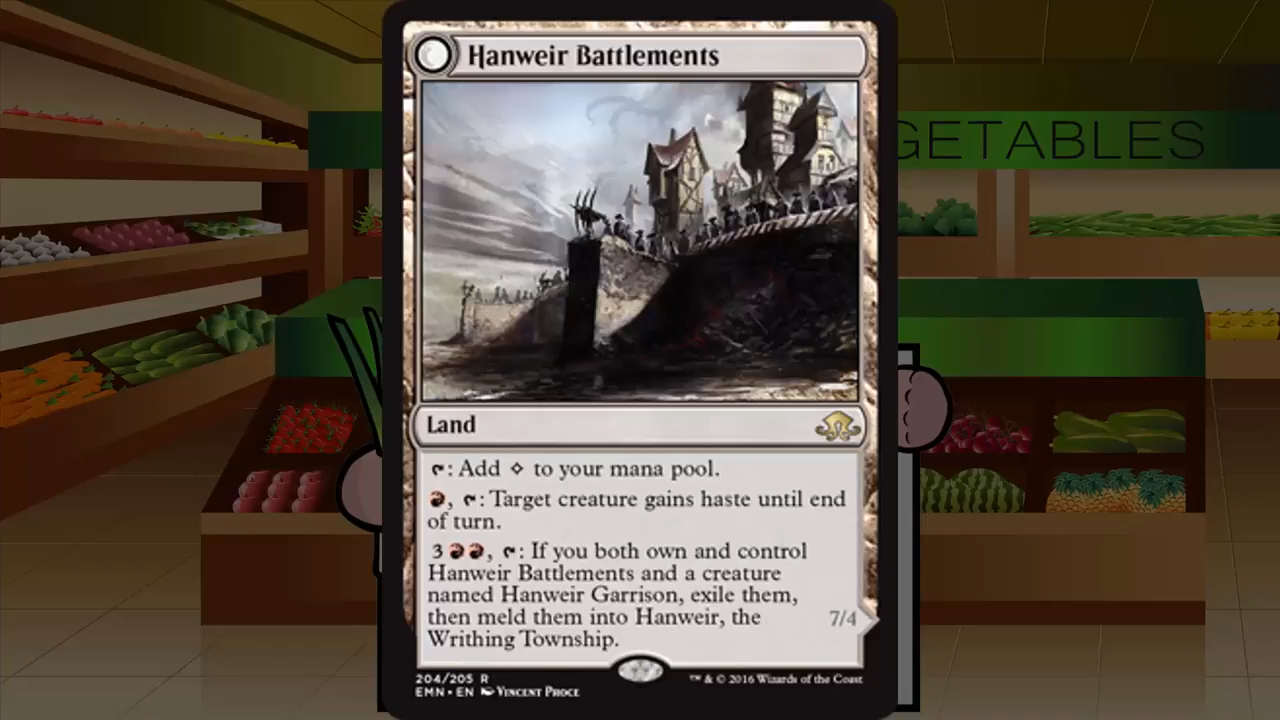 Hanweir Battlements
GETABLES
Land
: Add to your mana pool.
, : Target creature gains haste until end
of turn.
3 , : If you both own and control
Hanweir Battlements and a creature
named Hanweir Garrison, exile them,
then meld them into Hanweir, the
Writhing Township.
7/4
204/205 R
EMN • EN Vincent Proce
™ & © 2016 Wizards of the Coast